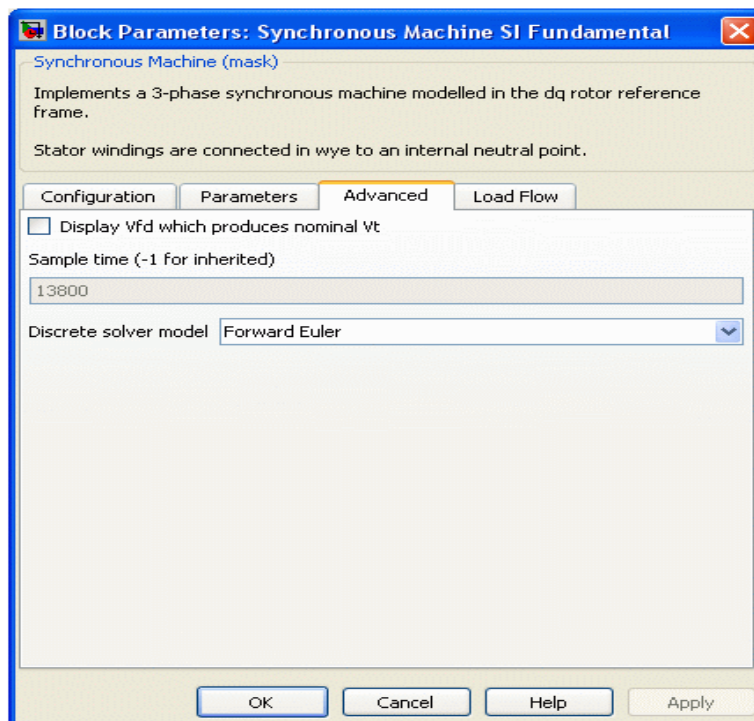 Block Parameters: Synchronous Machine SI Fundamental
Synchronous Machine (mask)
Implements a 3-phase synchronous machine modelled in the dq rotor reference
frame.
Stator windings are connected in wye to an internal neutral point.
Configuration Parameters Advanced Load Flow
Display Vfd which produces nominal Vt
Sample time (-1 for inherited)
13800
Discrete solver model Forward Euler
OK Cancel Help Apply